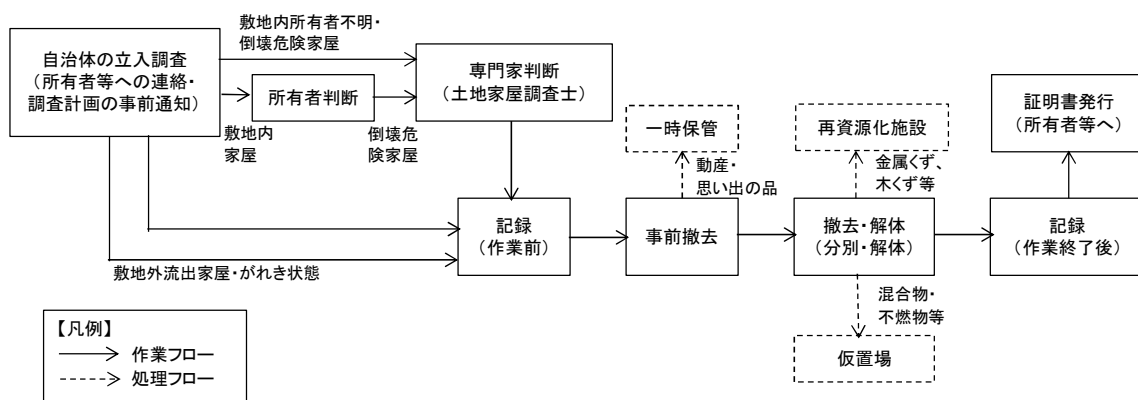 敷地内所有者不明・
倒壊危険家屋
自治体の立入調査
（所有者等への連絡・
調査計画の事前通知）
所有者判断
専門家判断
（土地家屋調査士）
敷地内
家屋
倒壊危
険家屋
一時保管
再資源化施設
証明書発行
（所有者等へ）
動産・
思い出の品
金属くず、
木くず等
記録
（作業前）
事前撤去
撤去・解体
（分別・解体）
記録
（作業終了後）
敷地外流出家屋・がれき状態
混合物・
不燃物等
仮置場
【凡例】
作業フロー
処理フロー